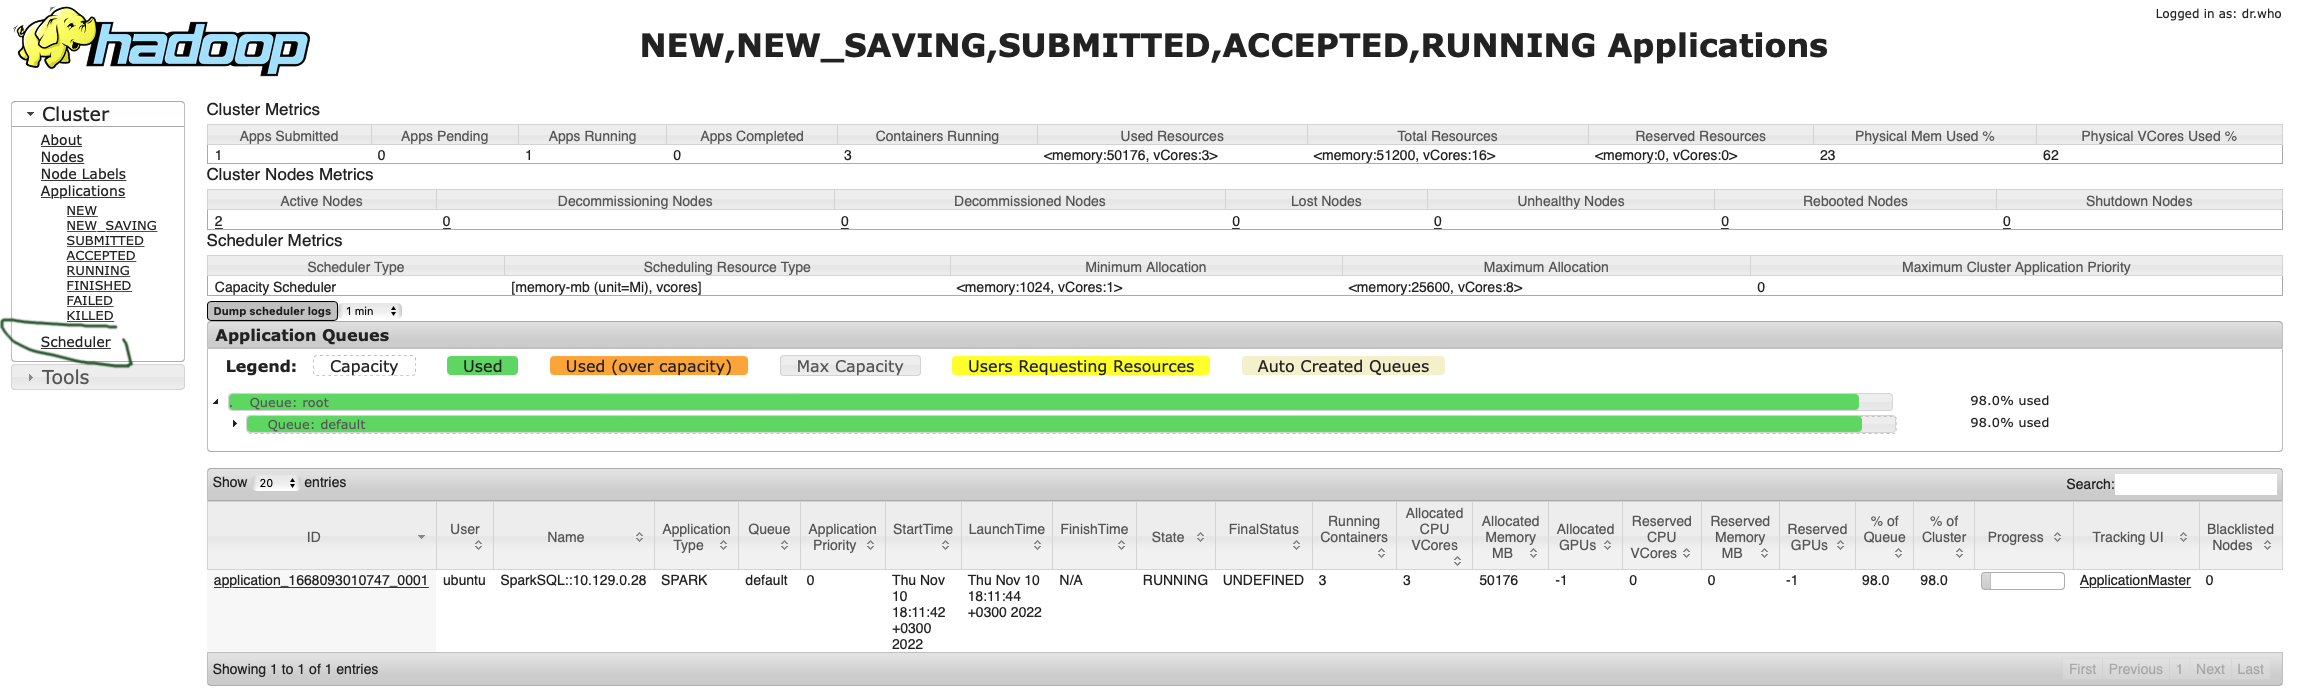 Logged in as: dr.who
hadoop
NEW,NEW_SAVING,SUBMITTED,ACCEPTED,RUNNING Applications
Cluster
About
Nodes
Node Labels
Applications
NEW
NEW_SAVING
SUBMITTED
ACCEPTED
RUNNING
FINISHED
FAILED
KILLED
Scheduler
Tools
Cluster Metrics
Apps Submitted Apps Pending Apps Running Apps Completed Containers Running Used Resources Total Resources Reserved Resources Physical Mem Used % Physical VCores Used %
1 0 1 0 3 <memory:50176, vCores:3> <memory:51200, vCores:16> <memory:0, vCores:0> 23 62
Cluster Nodes Metrics
Active Nodes Decommissioning Nodes Decommissioned Nodes Lost Nodes Unhealthy Nodes Rebooted Nodes Shutdown Nodes
2 0 0 0 0 0 0
Scheduler Metrics
Scheduler Type Scheduling Resource Type Minimum Allocation Maximum Allocation Maximum Cluster Application Priority
Capacity Scheduler [memory-mb (unit=Mi), vcores] <memory:1024, vCores:1> <memory:25600, vCores:8> 0
Dump scheduler logs 1 min
Application Queues
Legend: Capacity Used Used (over capacity) Max Capacity Users Requesting Resources Auto Created Queues
. Queue: root 98.0% used
Queue: default 98.0% used
Show 20 entries Search:
ID User Name Application Type Queue Application Priority StartTime LaunchTime FinishTime State FinalStatus Running Containers Allocated CPU VCores Allocated Memory MB Allocated GPUs Reserved CPU VCores Reserved Memory MB Reserved GPUs % of Queue % of Cluster Progress Tracking UI Blacklisted Nodes
application_1668093010747_0001 ubuntu SparkSQL::10.129.0.28 SPARK default 0 Thu Nov 10 18:11:42 +0300 2022 Thu Nov 10 18:11:44 +0300 2022 N/A RUNNING UNDEFINED 3 3 50176 -1 0 0 -1 98.0 98.0 ApplicationMaster 0
Showing 1 to 1 of 1 entries First Previous 1 Next Last